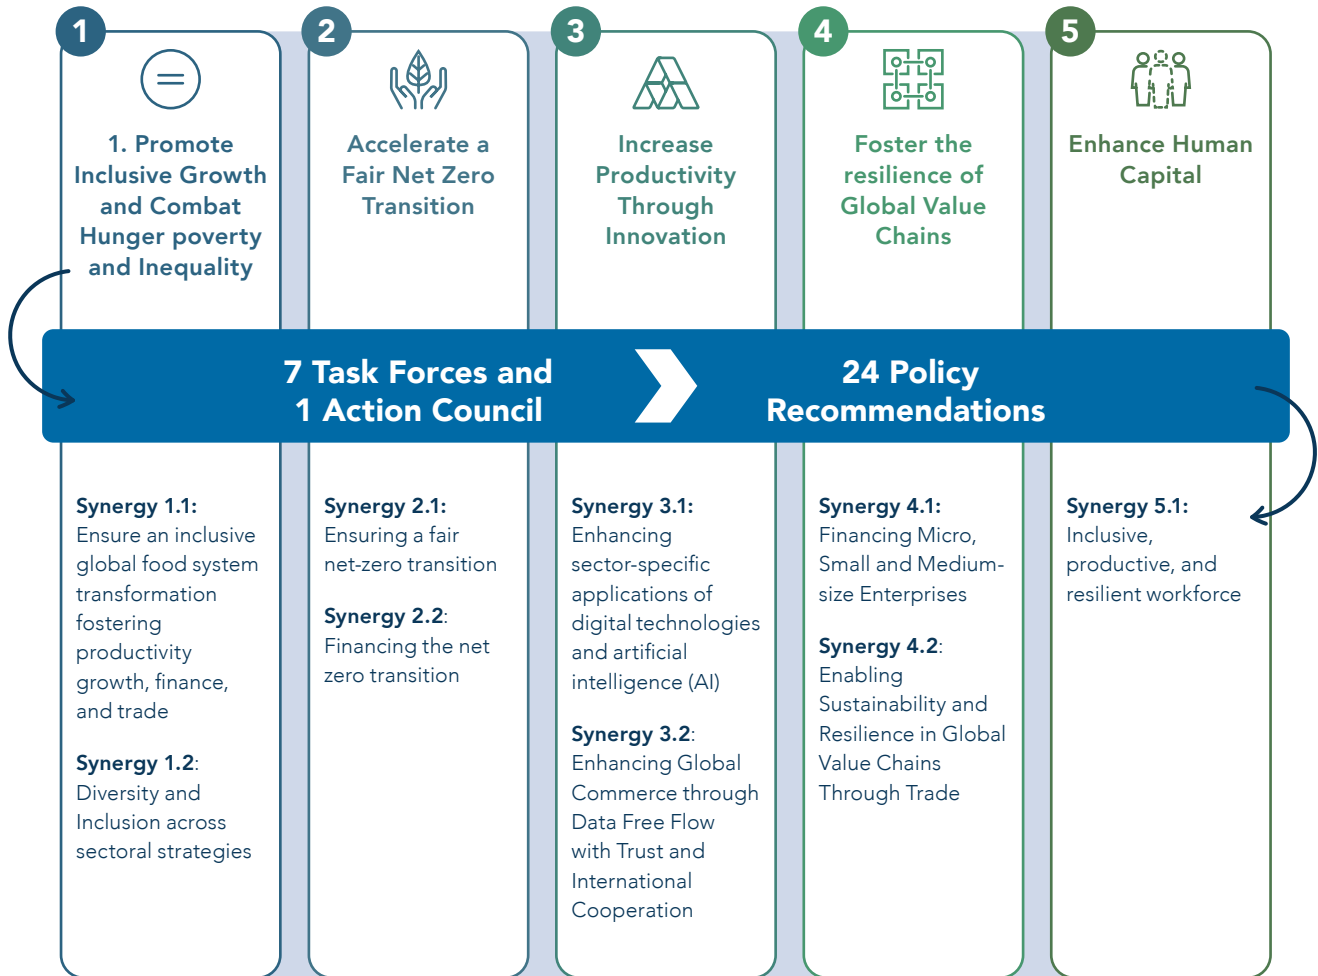 1
1. Promote
Inclusive Growth
and Combat
Hunger poverty
and Inequality
2
Accelerate a
Fair Net Zero
Transition
3
Increase
Productivity
Through
Innovation
4
Foster the
resilience of
Global Value
Chains
5
Enhance Human
Capital
7 Task Forces and
1 Action Council
24 Policy
Recommendations
Synergy 1.1:
Ensure an inclusive
global food system
transformation
fostering
productivity
growth, finance,
and trade
Synergy 1.2:
Diversity and
Inclusion across
sectoral strategies
Synergy 2.1:
Ensuring a fair
net-zero transition
Synergy 2.2:
Financing the net
zero transition
Synergy 3.1:
Enhancing
sector-specific
applications of
digital technologies
and artificial
intelligence (AI)
Synergy 3.2:
Enhancing Global
Commerce through
Data Free Flow
with Trust and
International
Cooperation
Synergy 4.1:
Financing Micro,
Small and Medium-
size Enterprises
Synergy 4.2:
Enabling
Sustainability and
Resilience in Global
Value Chains
Through Trade
Synergy 5.1:
Inclusive,
productive, and
resilient workforce